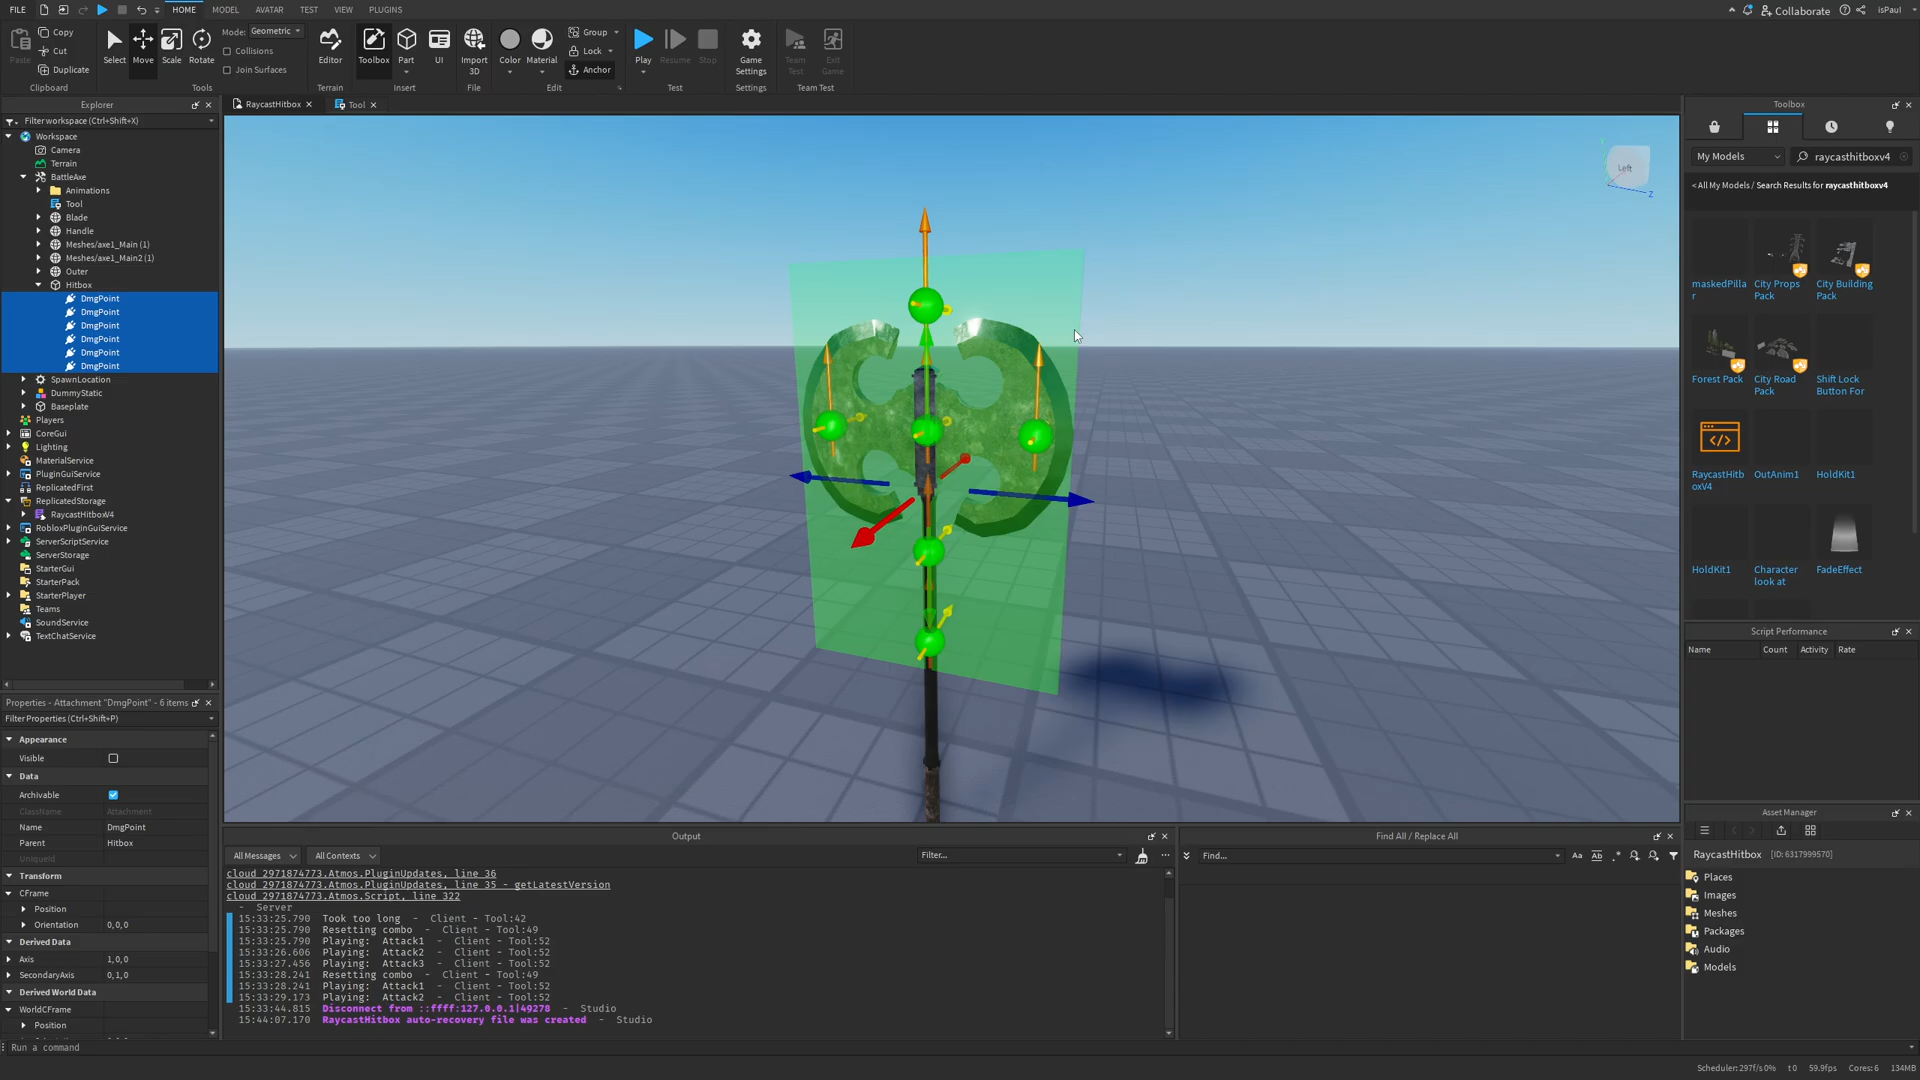 FILE HOME MODEL AVATAR TEST VIEW PLUGINS Collaborate isPaul
Copy
Cut
Duplicate
Paste
Clipboard
Select Move Scale Rotate
Mode: Geometric
Collisions
Join Surfaces
Tools
Editor
Terrain
Toolbox Part UI
Insert
Import 3D
File
Color Material
Group
Lock
Anchor
Edit
Play Resume Stop
Test
Game Settings
Settings
Team Test
Exit Game
Team Test
Explorer
Filter workspace (Ctrl+Shift+X)
Workspace
Camera
Terrain
BattleAxe
Animations
Tool
Blade
Handle
Meshes/axe1_Main (1)
Meshes/axe1_Main2 (1)
Outer
Hitbox
DmgPoint
DmgPoint
DmgPoint
DmgPoint
DmgPoint
DmgPoint
SpawnLocation
DummyStatic
Baseplate
Players
CoreGui
Lighting
MaterialService
PluginGuiService
ReplicatedFirst
ReplicatedStorage
RaycastHitboxV4
RobloxPluginGuiService
ServerScriptService
ServerStorage
StarterGui
StarterPack
StarterPlayer
Teams
SoundService
TextChatService
Properties - Attachment "DmgPoint" - 6 items
Filter Properties (Ctrl+Shift+P)
Appearance
Visible
Data
Archivable
ClassName Attachment
Name DmgPoint
Parent Hitbox
UniqueId
Transform
CFrame
Position
Orientation 0,0,0
Derived Data
Axis 1,0,0
SecondaryAxis 0,1,0
Derived World Data
WorldCFrame
Position
RaycastHitbox Tool
Left
Y
Z
Output
All Messages All Contexts Filter...
cloud_2971874773.Atmos.PluginUpdates, line 36
cloud_2971874773.Atmos.PluginUpdates, line 35 - getLatestVersion
cloud_2971874773.Atmos.Script, line 322
- Server
15:33:25.790 Took too long - Client - Tool:42
15:33:25.790 Resetting combo - Client - Tool:49
15:33:25.790 Playing: Attack1 - Client - Tool:52
15:33:26.606 Playing: Attack2 - Client - Tool:52
15:33:27.456 Playing: Attack3 - Client - Tool:52
15:33:28.241 Resetting combo - Client - Tool:49
15:33:28.241 Playing: Attack1 - Client - Tool:52
15:33:29.173 Playing: Attack2 - Client - Tool:52
15:33:44.815 Disconnect from ::ffff:127.0.0.1|49278 - Studio
15:44:07.170 RaycastHitbox auto-recovery file was created - Studio
Find All / Replace All
Find... Aa Ab .*
Toolbox
My Models raycasthitboxv4
< All My Models / Search Results for raycasthitboxv4
maskedPillar
City Props Pack
City Building Pack
Forest Pack
City Road Pack
Shift Lock Button For
RaycastHitboxV4
OutAnim1
HoldKit1
HoldKit1
Character look at
FadeEffect
Script Performance
Name Count Activity Rate
Asset Manager
RaycastHitbox [ID: 6317999570]
Places
Images
Meshes
Packages
Audio
Models
Run a command
Scheduler: 297f/s 0% t 0 59.9fps Cores: 6 134MB